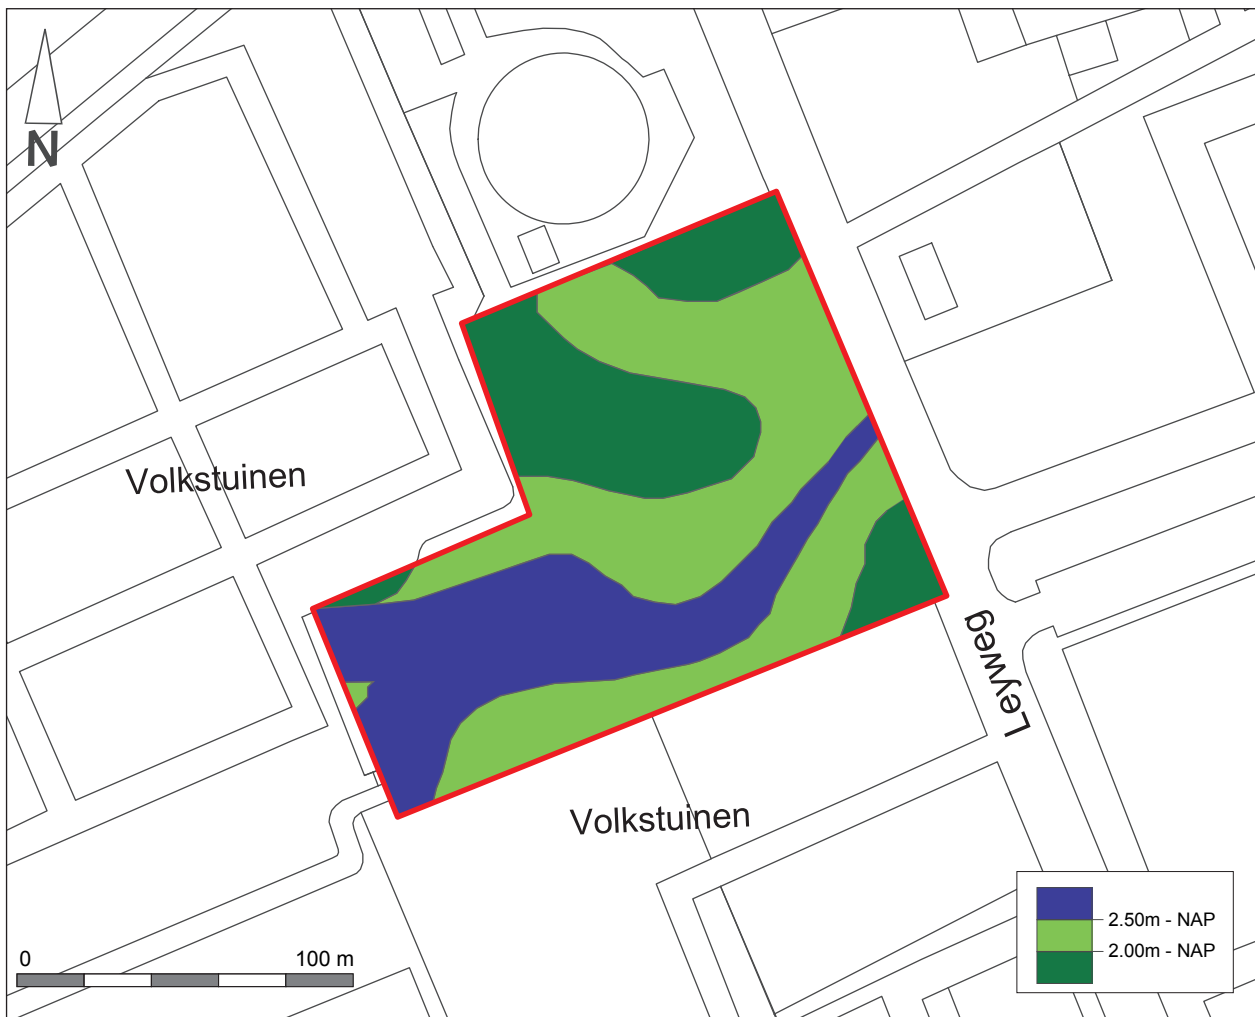 N
Volkstuinen
Leyweg
Volkstuinen
2.50m - NAP
2.00m - NAP
0 100 m